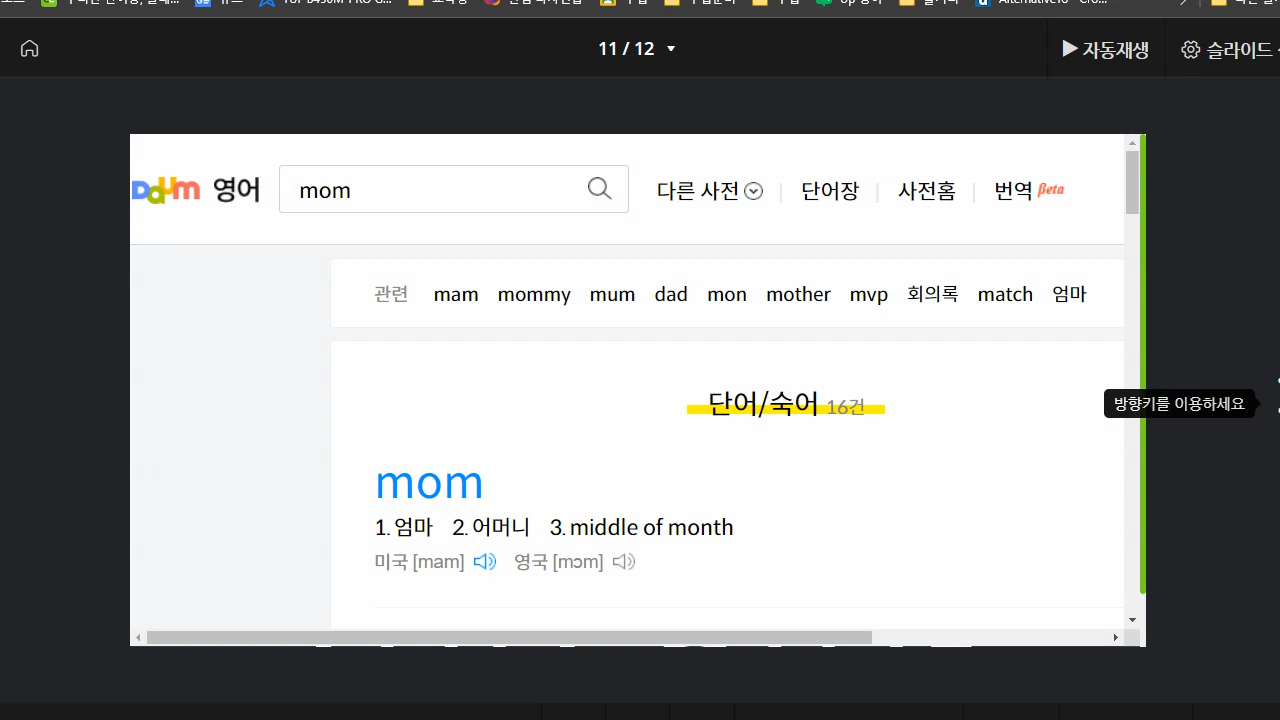 11 / 12
자동재생
슬라이드
Daum 영어
mom
다른 사전
단어장
사전홈
번역 βeta
관련 mam mommy mum dad mon mother mvp 회의록 match 엄마
단어/숙어 16건
방향키를 이용하세요
mom
1. 엄마 2. 어머니 3. middle of month
미국 [mam] 영국 [mɔm]